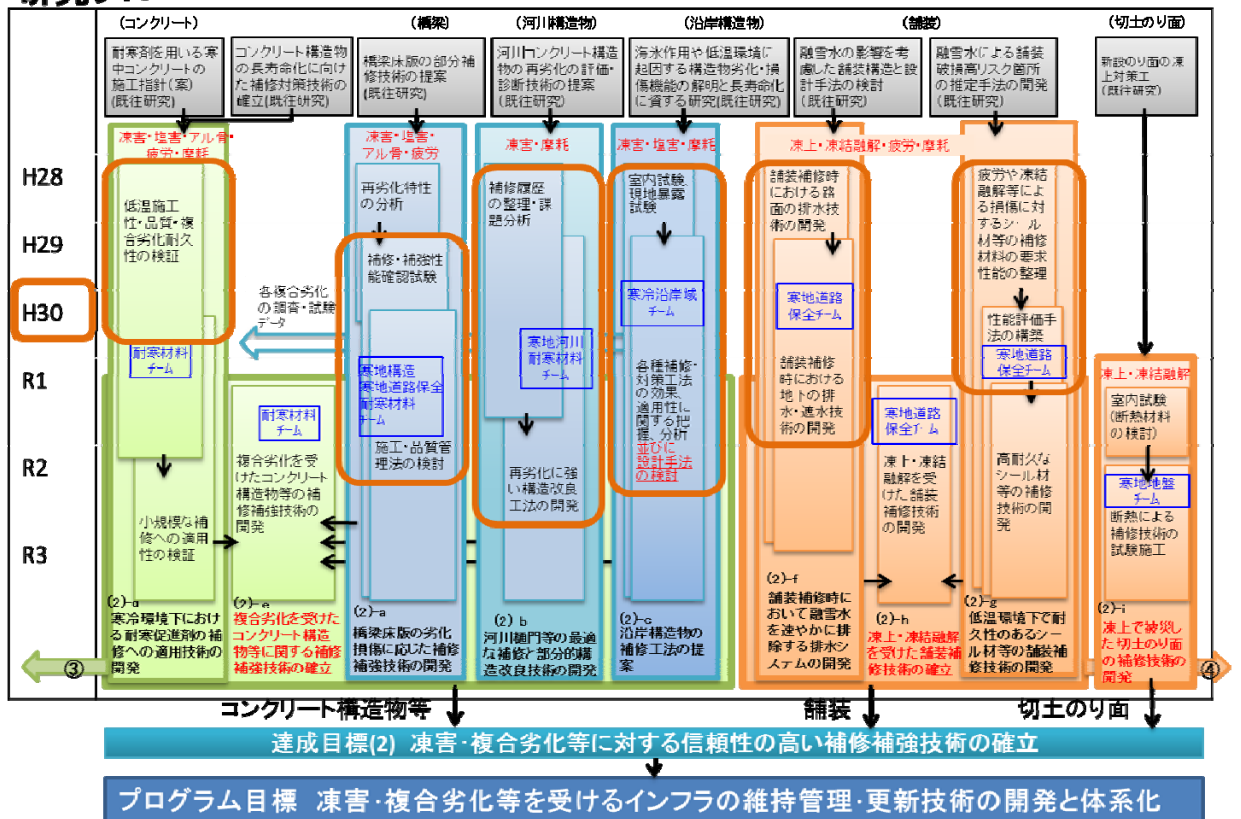 (コンクリート)
(橋梁)
(河川構造物)
(沿岸構造物)
(舗装)
(切土のり面)
耐寒剤を用いる寒
中コンクリートの
施工指針(案)
(既往研究)
コンクリート構造物
の長寿命化に向け
た補修対策技術の
確立(既往研究)
橋梁床版の部分補
修技術の提案
(既往研究)
河川コンクリート構造
物の再劣化の評価・
診断技術の提案
(既往研究)
海氷作用や低温環境に
起因する構造物劣化・損
傷機能の解明と長寿命化
に資する研究(既往研究)
融雪水の影響を考
慮した舗装構造と設
計手法の検討
(既往研究)
融雪水による舗装
破損高リスク箇所
の推定手法の開発
(既往研究)
新設のり面の凍
上対策工
(既往研究)
凍害・塩害・アル骨・
疲労・摩耗
凍害・塩害・
アル骨・疲労
凍害・摩耗
凍害・塩害・摩耗
凍上・凍結融解・疲労・摩耗
H28
H29
H30
R1
R2
R3
低温施工
性・品質・複
合劣化耐久
性の検証
耐寒材料
チーム
小規模な補
修への適用
性の検証
各複合劣化
の調査・試験
データ
耐寒材料
チーム
複合劣化を受
けたコンクリート
構造物等の補
修補強技術の
開発
再劣化特性
の分析
補修・補強性
能確認試験
寒地構造
寒地道路保全
耐寒材料
チーム
施工・品質管
理法の検討
補修履歴
の整理・課
題分析
寒地河川
耐寒材料
チーム
再劣化に強
い構造改良
工法の開発
室内試験、
現地暴露
試験
寒冷沿岸域
チーム
各種補修・
対策工法
の効果、
適用性に
関する把
握、分析
並びに
設計手法
の検討
舗装補修時
における路
面の排水技
術の開発
寒地道路
保全チーム
舗装補修
時における
地下の排
水・遮水技
術の開発
寒地道路
保全チーム
凍上・凍結
融解を受
けた舗装
補修技術
の開発
疲労や凍結
融解等によ
る損傷に対
するシール
材等の補修
材料の要求
性能の整理
性能評価手
法の構築
寒地道路
保全チーム
高耐久な
シール材
等の補修
技術の開
発
凍上・凍結融解
室内試験
(断熱材料
の検討)
寒地地盤
チーム
断熱による
補修技術の
試験施工
(2)-d
寒冷環境下におけ
る耐寒促進剤の補
修への適用技術の
開発
(2)-e
複合劣化を受けた
コンクリート構造
物等に関する補修
補強技術の確立
(2)-a
橋梁床版の劣化
損傷に応じた補修
補強技術の開発
(2) b
河川樋門等の最適
な補修と部分的構
造改良技術の開発
(2)-c
沿岸構造物の
補修工法の提
案
(2)-f
舗装補修時に
おいて融雪水
を速やかに排
除する排水シ
ステムの開発
(2)-h
凍上・凍結融解
を受けた舗装補
修技術の確立
(2)-g
低温環境下で耐
久性のあるシー
ル材等の舗装補
修技術の開発
(2)-i
凍上で被災し
た切土のり面
の補修技術の
開発
③
④
コンクリート構造物等
舗装
切土のり面
達成目標(2) 凍害・複合劣化等に対する信頼性の高い補修補強技術の確立
プログラム目標 凍害・複合劣化等を受けるインフラの維持管理・更新技術の開発と体系化